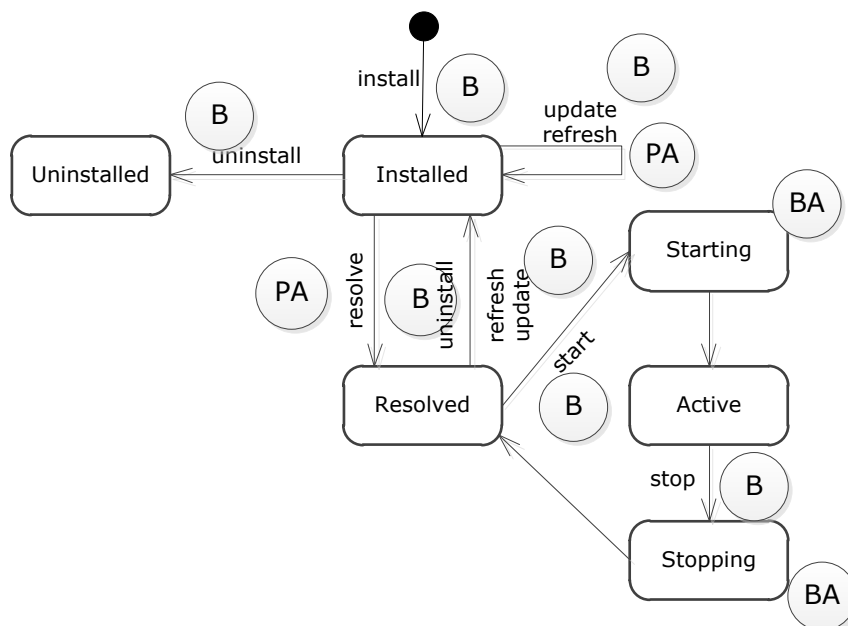 B
install
B
update
refresh
B
uninstall
PA
Uninstalled
Installed
BA
Starting
B
PA
resolve
B
uninstall
refresh
update
start
Resolved
B
Active
stop
B
Stopping
BA